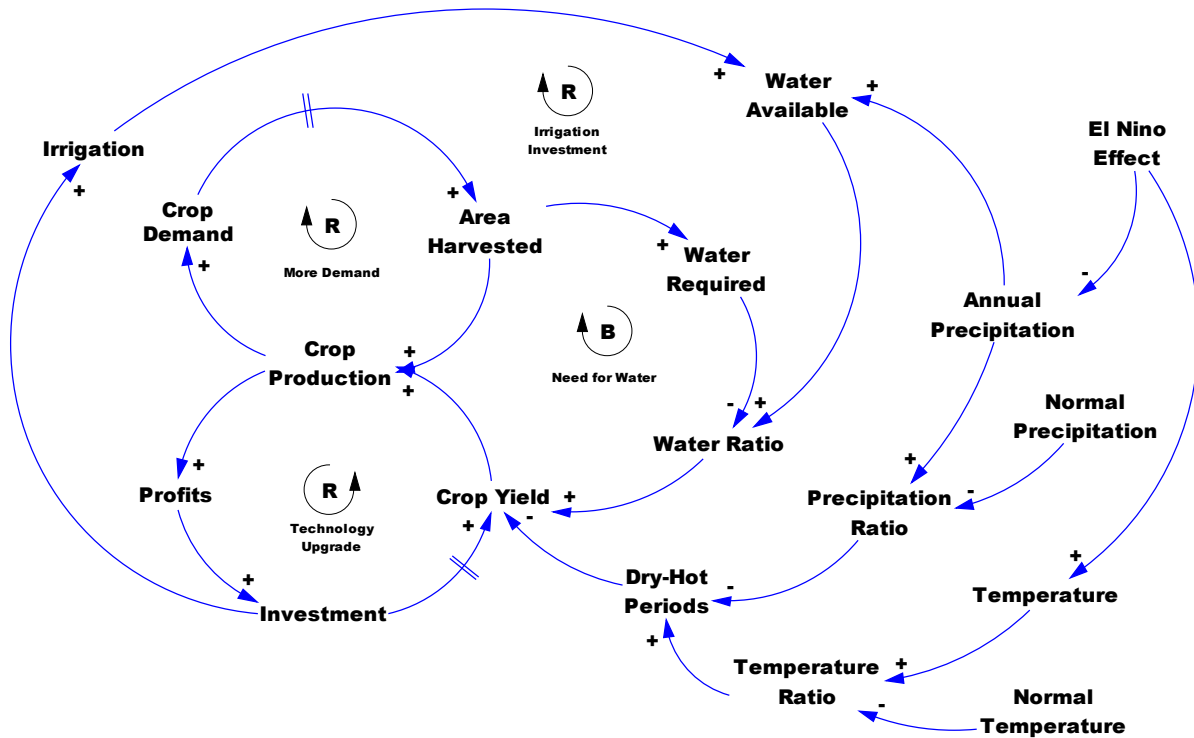 Water
Available
El Nino
Effect
Irrigation
R
Irrigation
Investment
+
+
+
Crop
Demand
+
R
More Demand
+
Area
Harvested
+
Water
Required
-
Annual
Precipitation
B
Need for Water
Crop
Production
+
+
-
+
Normal
Precipitation
Water Ratio
+
Profits
R
Technology
Upgrade
Crop Yield
+
-
+
+
Precipitation
Ratio
-
+
Investment
Dry-Hot
Periods
-
+
Temperature
+
Temperature
Ratio
+
-
Normal
Temperature